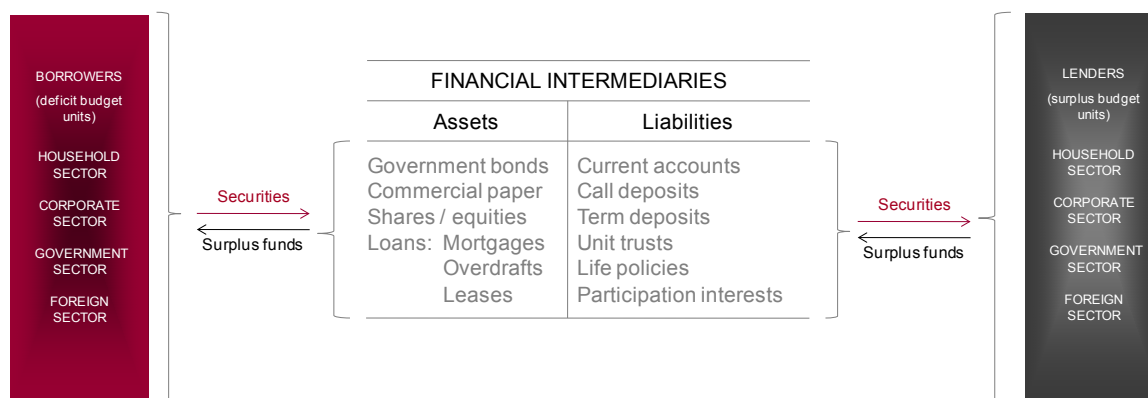 BORROWERS
(deficit budget
units)
HOUSEHOLD
SECTOR
CORPORATE
SECTOR
GOVERNMENT
SECTOR
FOREIGN
SECTOR
Securities
Surplus funds
FINANCIAL INTERMEDIARIES
Assets
Liabilities
Government bonds
Commercial paper
Shares / equities
Loans: Mortgages
Overdrafts
Leases
Current accounts
Call deposits
Term deposits
Unit trusts
Life policies
Participation interests
Securities
Surplus funds
LENDERS
(surplus budget
units)
HOUSEHOLD
SECTOR
CORPORATE
SECTOR
GOVERNMENT
SECTOR
FOREIGN
SECTOR